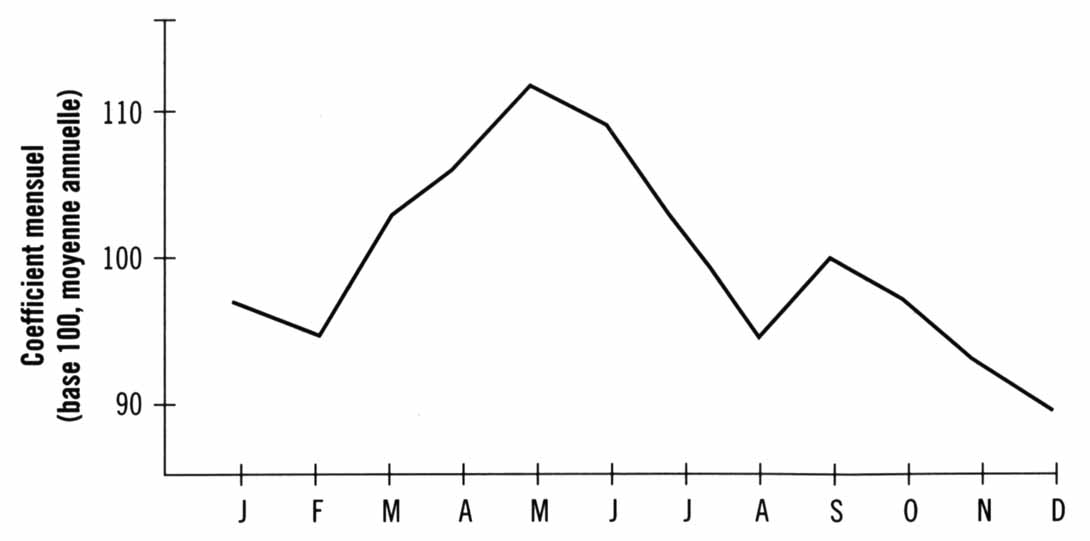 Coefficient mensuel
(base 100, moyenne annuelle)
110
100
90
J F M A M J J A S O N D